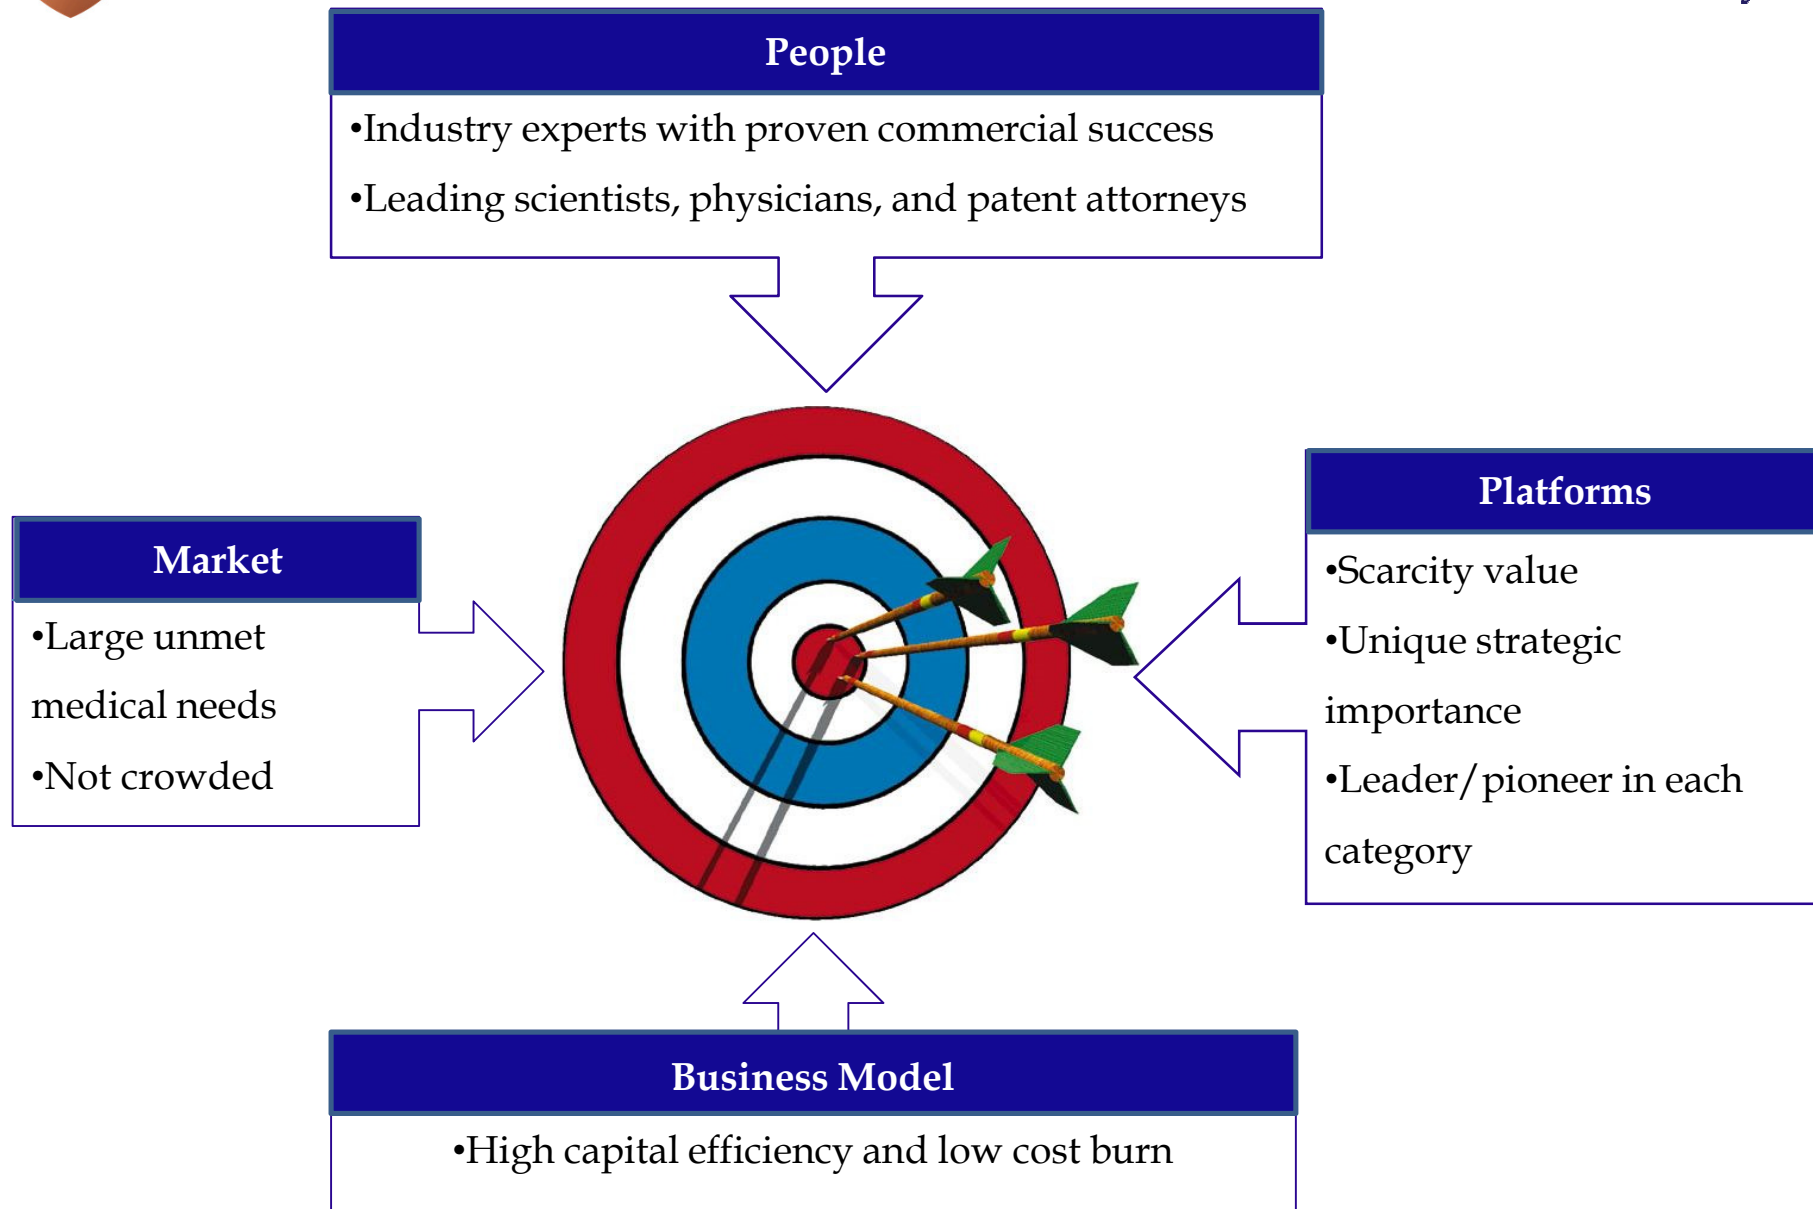 People
•Industry experts with proven commercial success
•Leading scientists, physicians, and patent attorneys
Market
•Large unmet
medical needs
•Not crowded
Platforms
•Scarcity value
•Unique strategic
importance
•Leader/pioneer in each
category
Business Model
•High capital efficiency and low cost burn